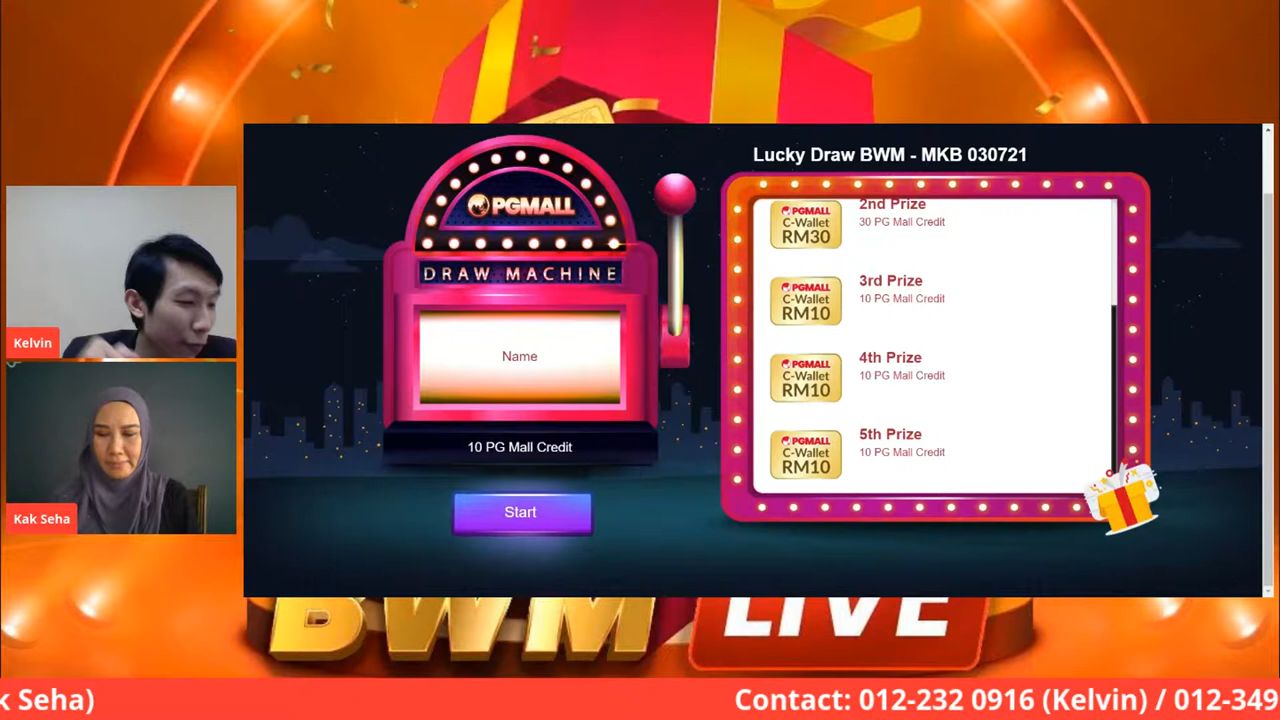 Lucky Draw BWM - MKB 030721
PGMALL
DRAW MACHINE
Name
10 PG Mall Credit
Start
PGMALL
C-Wallet
RM30
2nd Prize
30 PG Mall Credit
PGMALL
C-Wallet
RM10
3rd Prize
10 PG Mall Credit
PGMALL
C-Wallet
RM10
4th Prize
10 PG Mall Credit
PGMALL
C-Wallet
RM10
5th Prize
10 PG Mall Credit
Kelvin
Kak Seha
BWM LIVE
k Seha)
Contact: 012-232 0916 (Kelvin) / 012-349